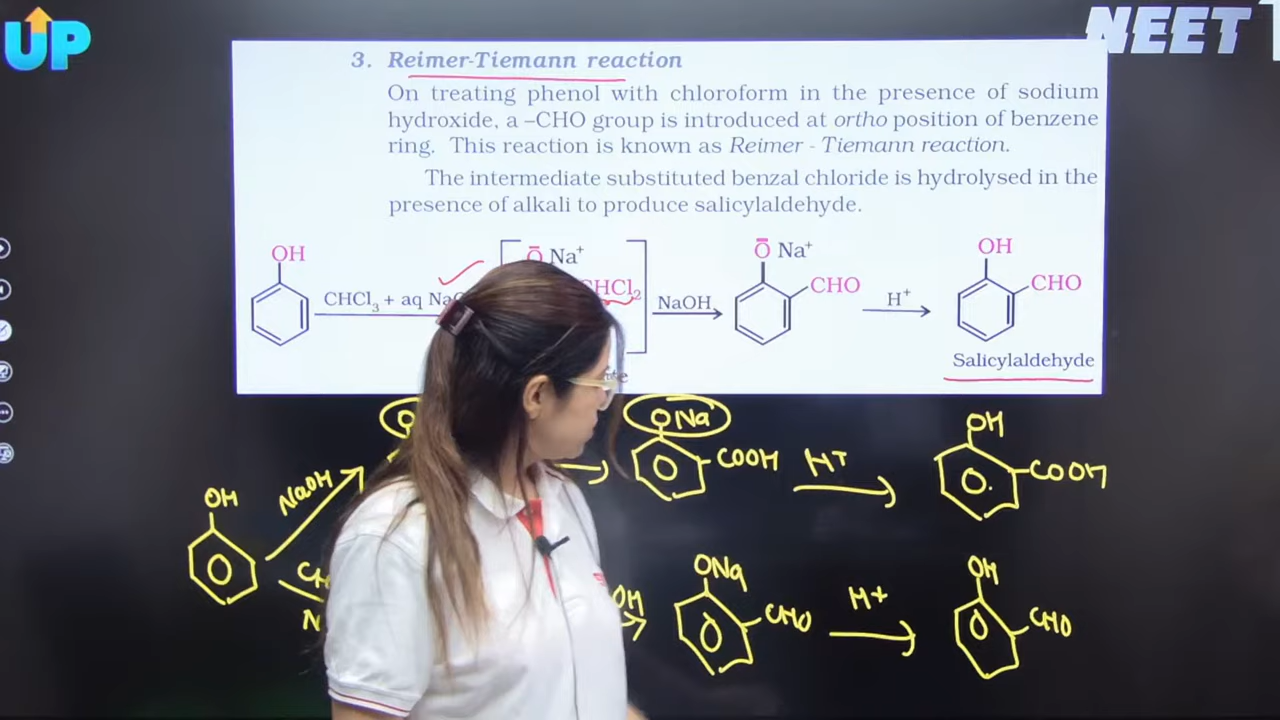 UP
NEET
3. Reimer-Tiemann reaction
On treating phenol with chloroform in the presence of sodium
hydroxide, a –CHO group is introduced at ortho position of benzene
ring. This reaction is known as Reimer - Tiemann reaction.
The intermediate substituted benzal chloride is hydrolysed in the
presence of alkali to produce salicylaldehyde.
OH
CHCl₃ + aq
Ō Na⁺
CHCl₂
NaOH
Ō Na⁺
CHO
H⁺
OH
CHO
Salicylaldehyde
OH
NaOH
ONa
COOH
H+
OH
COOH
OH
ONa
CHO
H+
OH
CHO